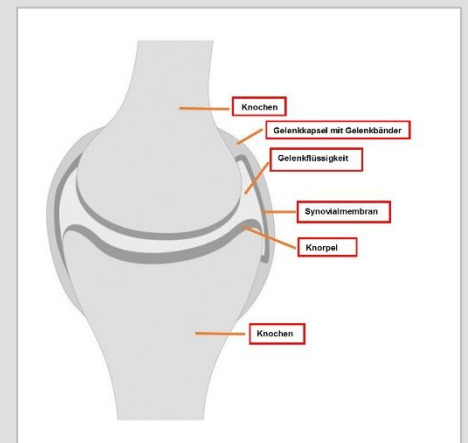 Knochen
Gelenkkapsel mit Gelenkbänder
Gelenkflüssigkeit
Synovialmembran
Knorpel
Knochen